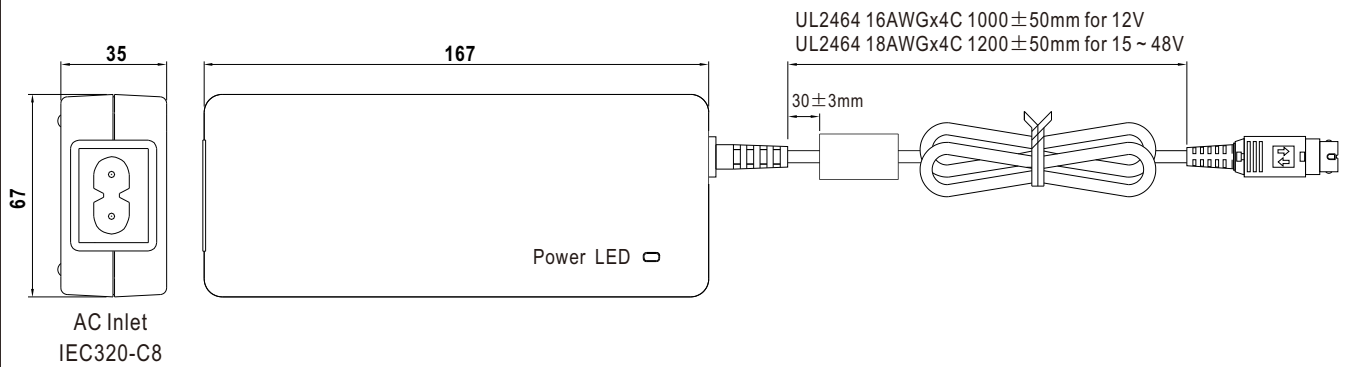 UL2464 16AWGx4C 1000±50mm for 12V
UL2464 18AWGx4C 1200±50mm for 15 ~ 48V
35
167
30±3mm
67
Power LED
AC Inlet
IEC320-C8